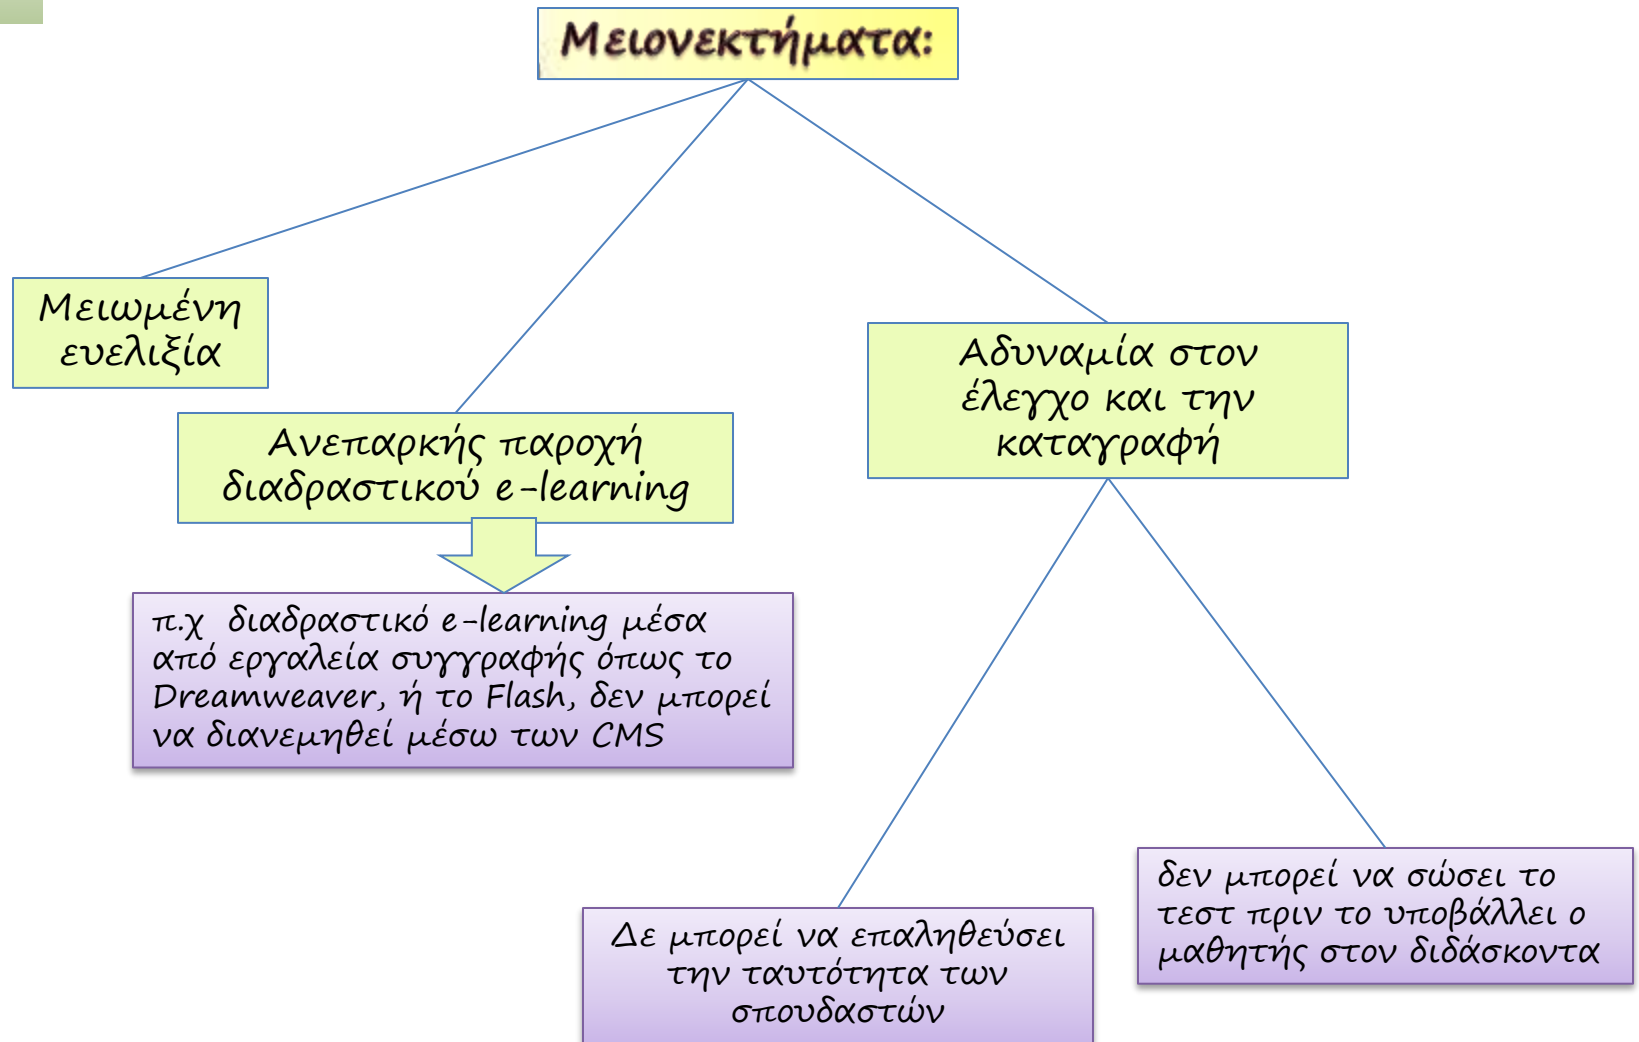 Μειονεκτήματα:
Μειωμένη
ευελιξία
Ανεπαρκής παροχή
διαδραστικού e-learning
π.χ διαδραστικό e-learning μέσα
από εργαλεία συγγραφής όπως το
Dreamweaver, ή το Flash, δεν μπορεί
να διανεμηθεί μέσω των CMS
Αδυναμία στον
έλεγχο και την
καταγραφή
Δε μπορεί να επαληθεύσει
την ταυτότητα των
σπουδαστών
δεν μπορεί να σώσει το
τεστ πριν το υποβάλλει ο
μαθητής στον διδάσκοντα